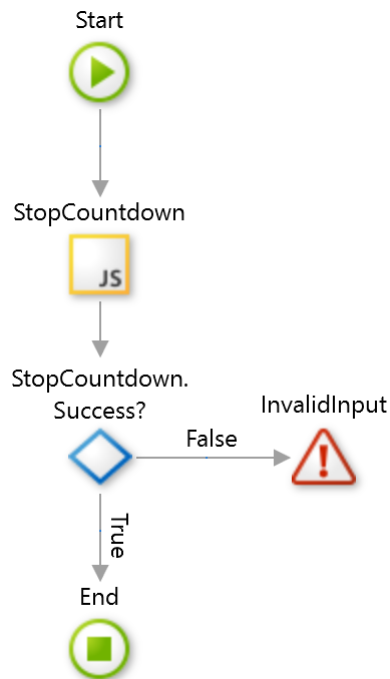 Start
StopCountdown
JS
StopCountdown.
Success?
False
InvalidInput
True
End